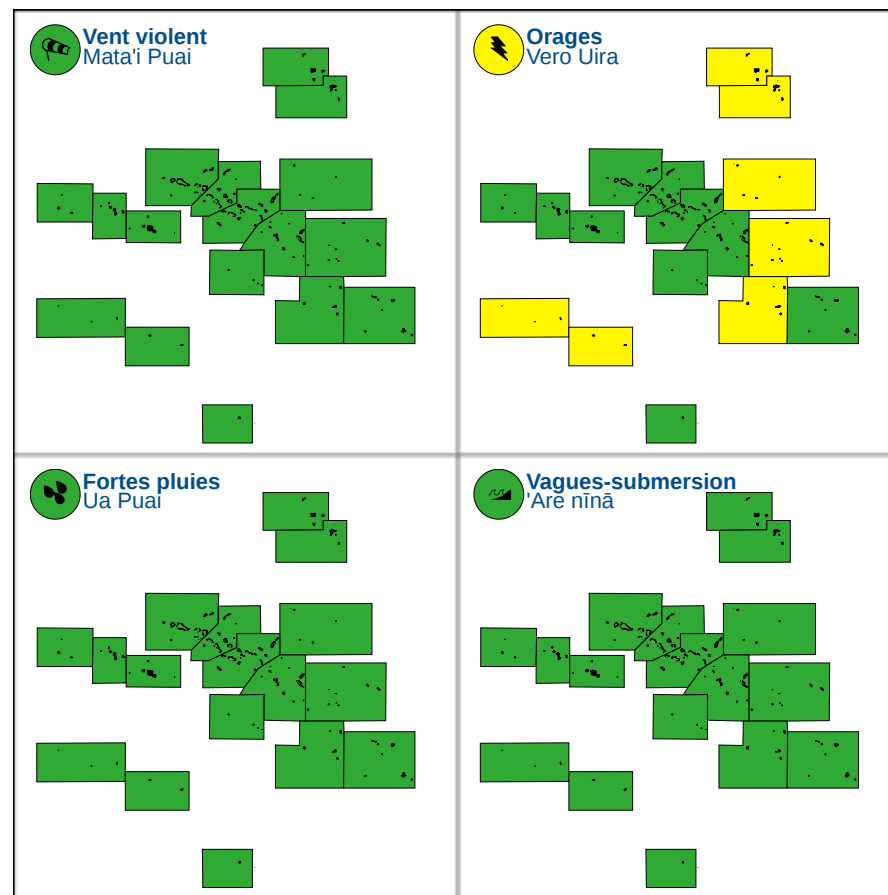 Vent violent
Mata'i Puai
Orages
Vero Uira
Fortes pluies
Ua Puai
Vagues-submersion
'Are nīnā